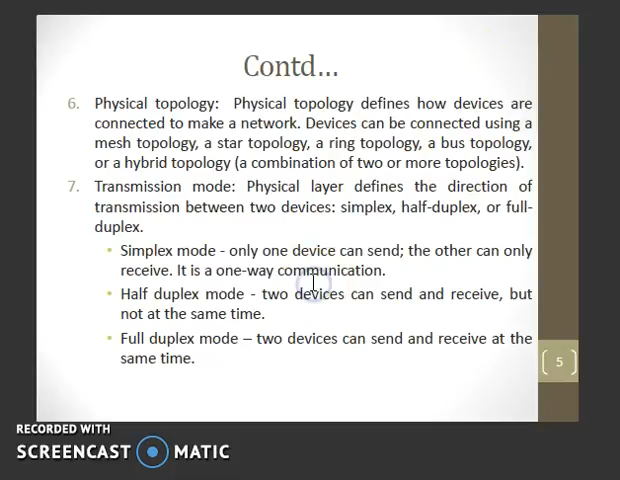 Contd...
6. Physical topology: Physical topology defines how devices are
connected to make a network. Devices can be connected using a
mesh topology, a star topology, a ring topology, a bus topology,
or a hybrid topology (a combination of two or more topologies).
7. Transmission mode: Physical layer defines the direction of
transmission between two devices: simplex, half-duplex, or full-
duplex.
• Simplex mode - only one device can send; the other can only
receive. It is a one-way communication.
• Half duplex mode - two devices can send and receive, but
not at the same time.
• Full duplex mode – two devices can send and receive at the
same time.
5
RECORDED WITH
SCREENCAST MATIC